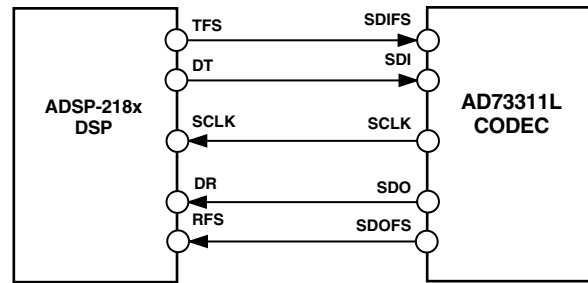 TFS SDIFS
DT SDI
ADSP-218x
DSP
SCLK SCLK
AD73311L
CODEC
DR SDO
RFS SDOFS